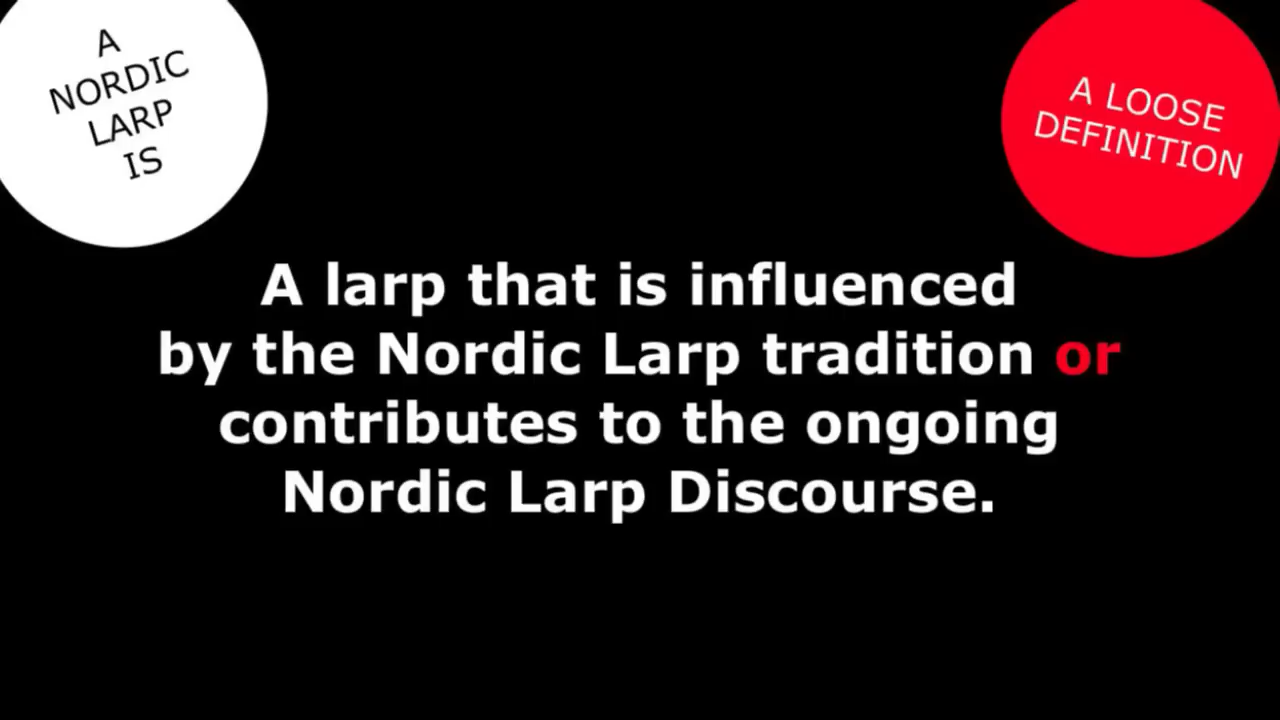 A
NORDIC
LARP
IS
A LOOSE
DEFINITION
A larp that is influenced
by the Nordic Larp tradition or
contributes to the ongoing
Nordic Larp Discourse.